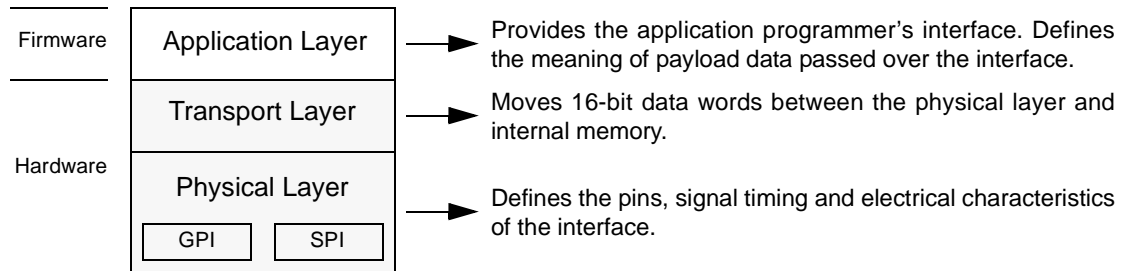 Firmware
Application Layer
Provides the application programmer's interface. Defines
the meaning of payload data passed over the interface.
Transport Layer
Moves 16-bit data words between the physical layer and
internal memory.
Hardware
Physical Layer
GPI
SPI
Defines the pins, signal timing and electrical characteristics
of the interface.